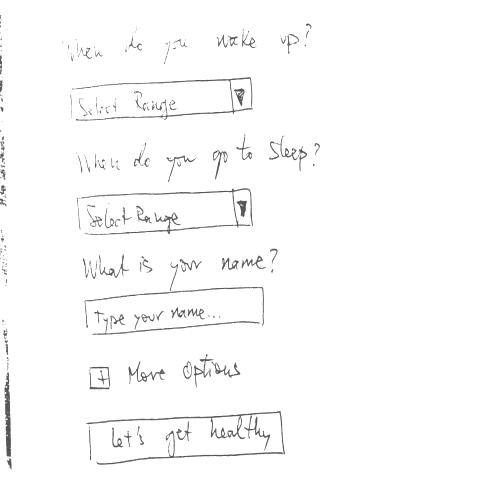 When do you wake up?
Select Range
When do you go to sleep?
Select Range
What is your name?
Type your name...
+ More Options
Let's get healthy